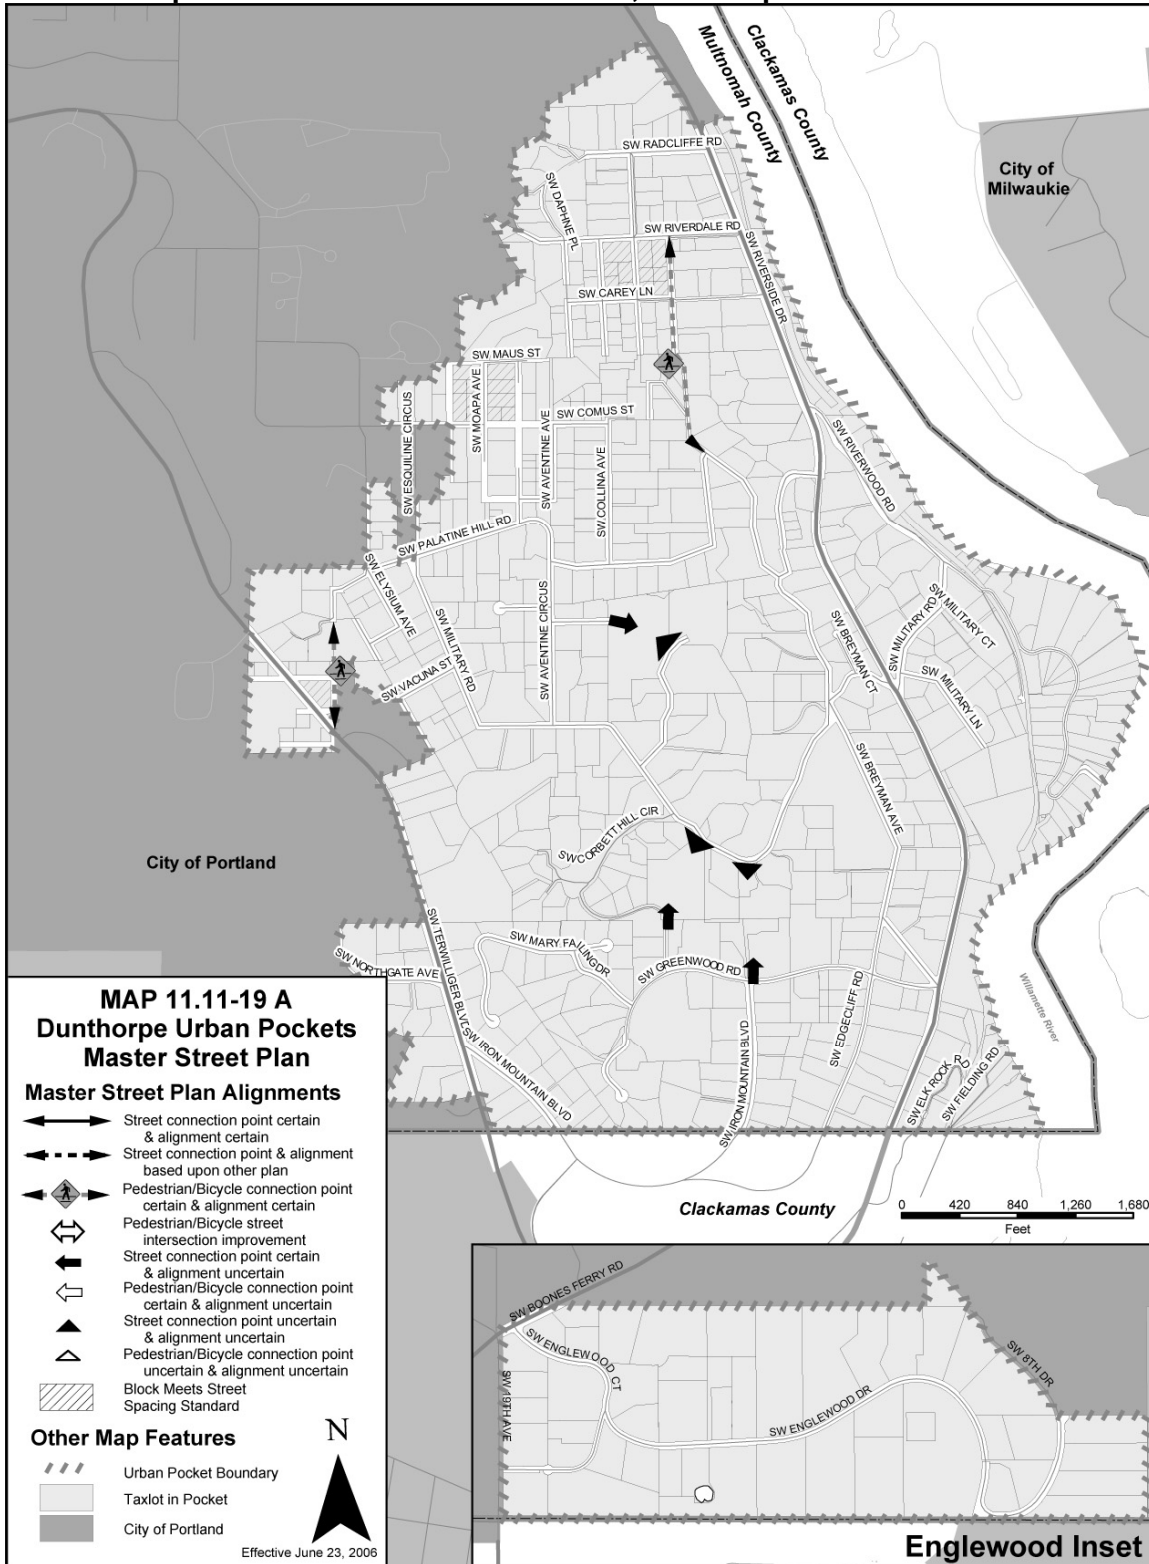 Multnomah County
Clackamas County
City of
Milwaukie
SW RADCLIFFE RD
SW DAPHNE PL
SW RIVERDALE RD
SW RIVERSIDE DR
SW CAREY LN
SW MAUS ST
SW MOAPA AVE
SW COMUS ST
SW ESQUILINE CIRCUS
SW AVENTINE AVE
SW COLLINA AVE
SW RIVERWOOD RD
SW PALATINE HILL RD
SW ELYSIUM AVE
SW MILITARY RD
SW AVENTINE CIRCUS
SW VACUNA ST
SW BREYMAN CT
SW MILITARY RD
SW MILITARY CT
SW MILITARY LN
SW BREYMAN AVE
SW CORBETT HILL CIR
City of Portland
SW TERWILLIGER BLVD
SW MARY FAILING DR
SW NORTHGATE AVE
SW GREENWOOD RD
SW IRON MOUNTAIN BLVD
SW IRON MOUNTAIN BLVD
SW EDGECLIFF RD
SW ELK ROCK RD
SW FIELDING RD
Willamette River
Clackamas County
0 420 840 1,260 1,680
Feet
MAP 11.11-19 A
Dunthorpe Urban Pockets
Master Street Plan
Master Street Plan Alignments
Street connection point certain
& alignment certain
Street connection point & alignment
based upon other plan
Pedestrian/Bicycle connection point
certain & alignment certain
Pedestrian/Bicycle street
intersection improvement
Street connection point certain
& alignment uncertain
Pedestrian/Bicycle connection point
certain & alignment uncertain
Street connection point uncertain
& alignment uncertain
Pedestrian/Bicycle connection point
uncertain & alignment uncertain
Block Meets Street
Spacing Standard
Other Map Features
N
Urban Pocket Boundary
Taxlot in Pocket
City of Portland
Effective June 23, 2006
SW BOONES FERRY RD
SW ENGLEWOOD CT
SW 19TH AVE
SW ENGLEWOOD DR
SW 8TH DR
Englewood Inset